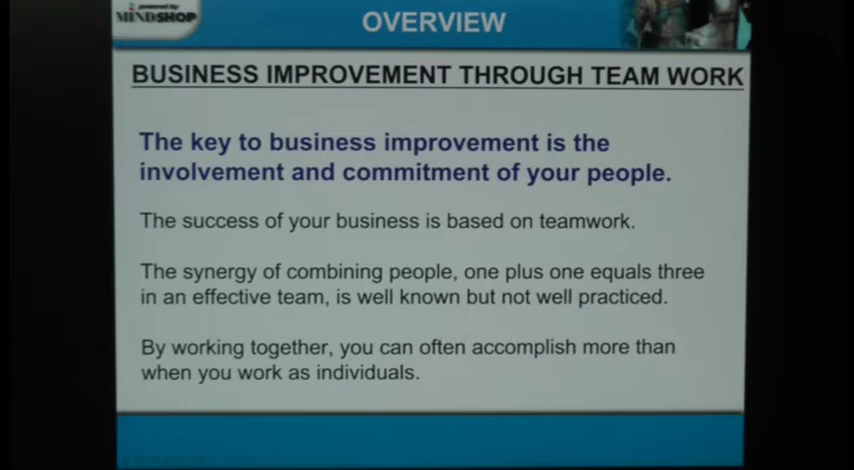 powered by
MINDSHOP
OVERVIEW
BUSINESS IMPROVEMENT THROUGH TEAM WORK
The key to business improvement is the
involvement and commitment of your people.
The success of your business is based on teamwork.
The synergy of combining people, one plus one equals three
in an effective team, is well known but not well practiced.
By working together, you can often accomplish more than
when you work as individuals.